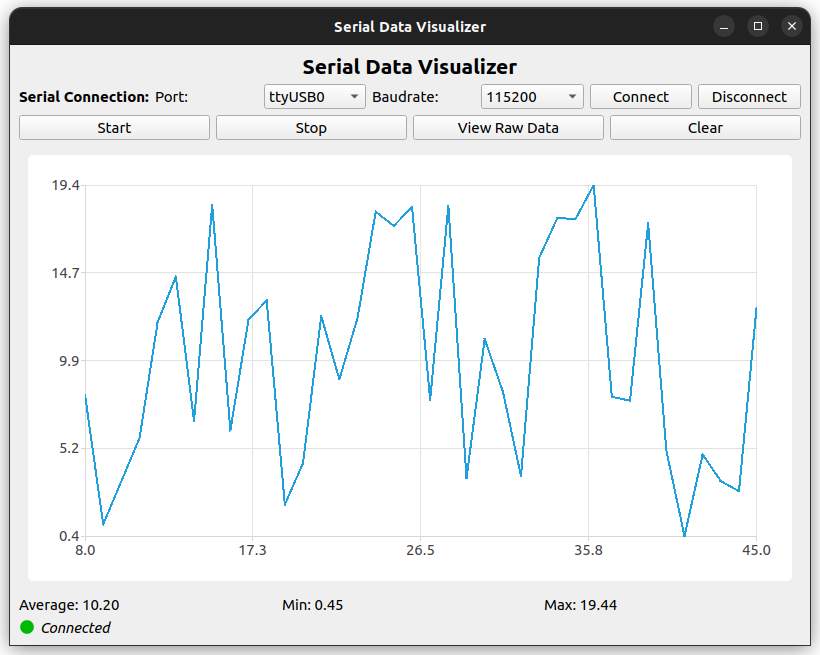 Serial Data Visualizer
Serial Data Visualizer
Serial Connection: Port: ttyUSB0 Baudrate: 115200 Connect Disconnect
Start Stop View Raw Data Clear
19.4
14.7
9.9
5.2
0.4
8.0 17.3 26.5 35.8 45.0
Average: 10.20 Min: 0.45 Max: 19.44
Connected